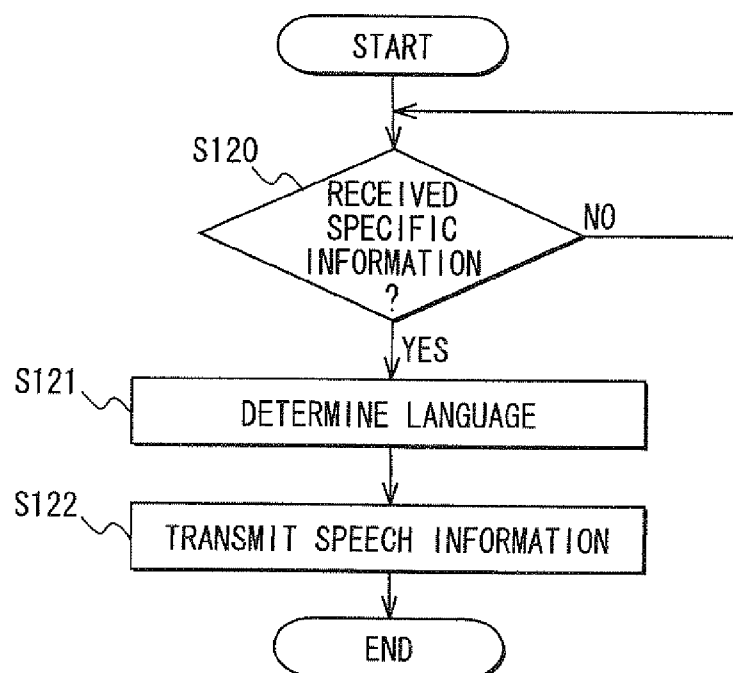 START
S120
RECEIVED
SPECIFIC
INFORMATION
?
NO
YES
S121
DETERMINE LANGUAGE
S122
TRANSMIT SPEECH INFORMATION
END